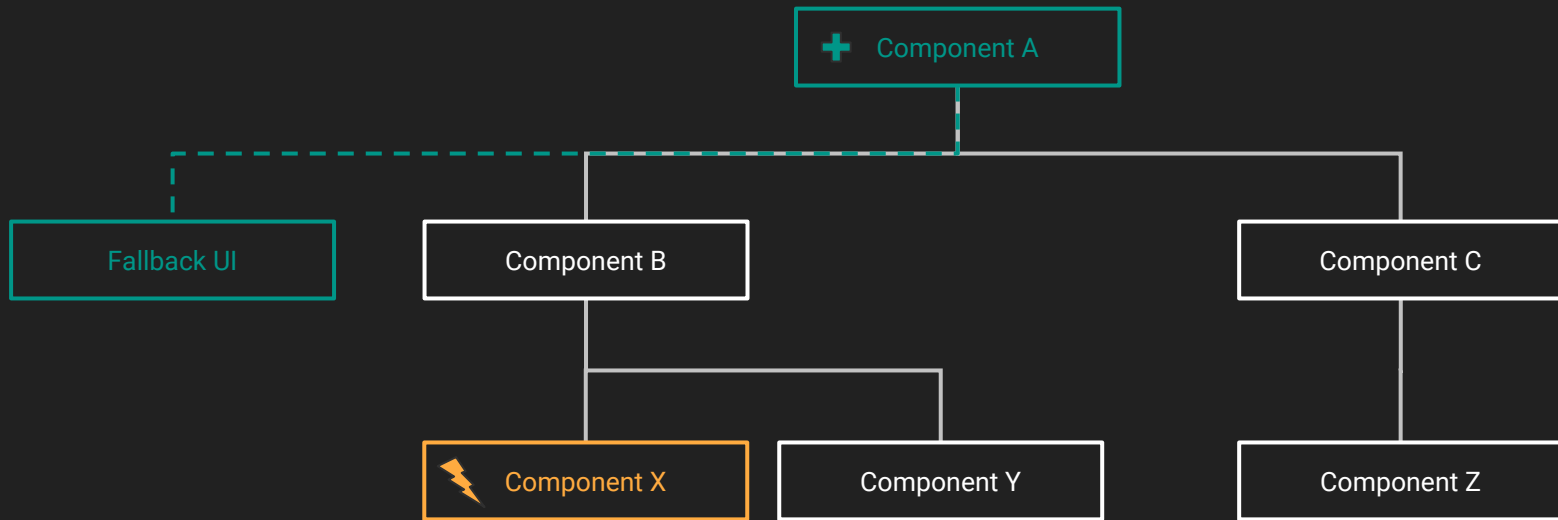 Component A
Fallback UI
Component B
Component C
Component X
Component Y
Component Z